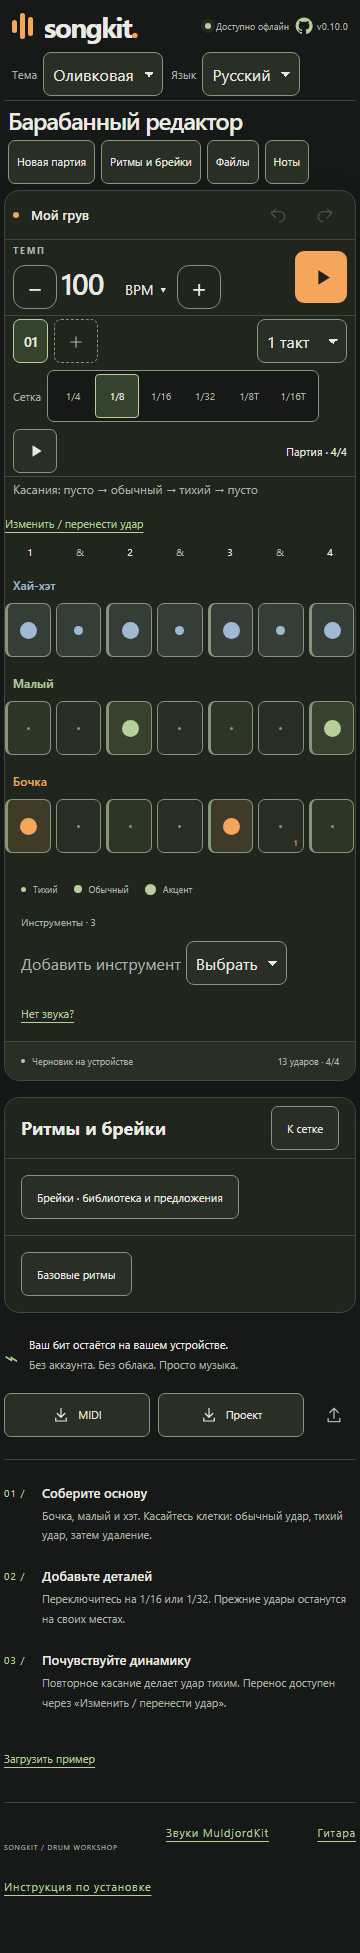 songkit.
Доступно офлайн
v0.10.0
Тема
Оливковая
Язык
Русский
Барабанный редактор
Новая партия
Ритмы и брейки
Файлы
Ноты
Мой грув
ТЕМП
− 100 BPM ▾ +
01 + 1 такт
Сетка 1/4 1/8 1/16 1/32 1/8T 1/16T
Партия · 4/4
Касания: пусто → обычный → тихий → пусто
Изменить / перенести удар
1 & 2 & 3 & 4
Хай-хэт
Малый
Бочка
1
Тихий Обычный Акцент
Инструменты · 3
Добавить инструмент Выбрать
Нет звука?
Черновик на устройстве 13 ударов · 4/4
Ритмы и брейки К сетке
Брейки · библиотека и предложения
Базовые ритмы
Ваш бит остаётся на вашем устройстве.
Без аккаунта. Без облака. Просто музыка.
MIDI Проект
01 / Соберите основу
Бочка, малый и хэт. Касайтесь клетки: обычный удар, тихий
удар, затем удаление.
02 / Добавьте деталей
Переключитесь на 1/16 или 1/32. Прежние удары останутся
на своих местах.
03 / Почувствуйте динамику
Повторное касание делает удар тихим. Перенос доступен
через «Изменить / перенести удар».
Загрузить пример
SONGKIT / DRUM WORKSHOP
Звуки MuldjordKit
Гитара
Инструкция по установке